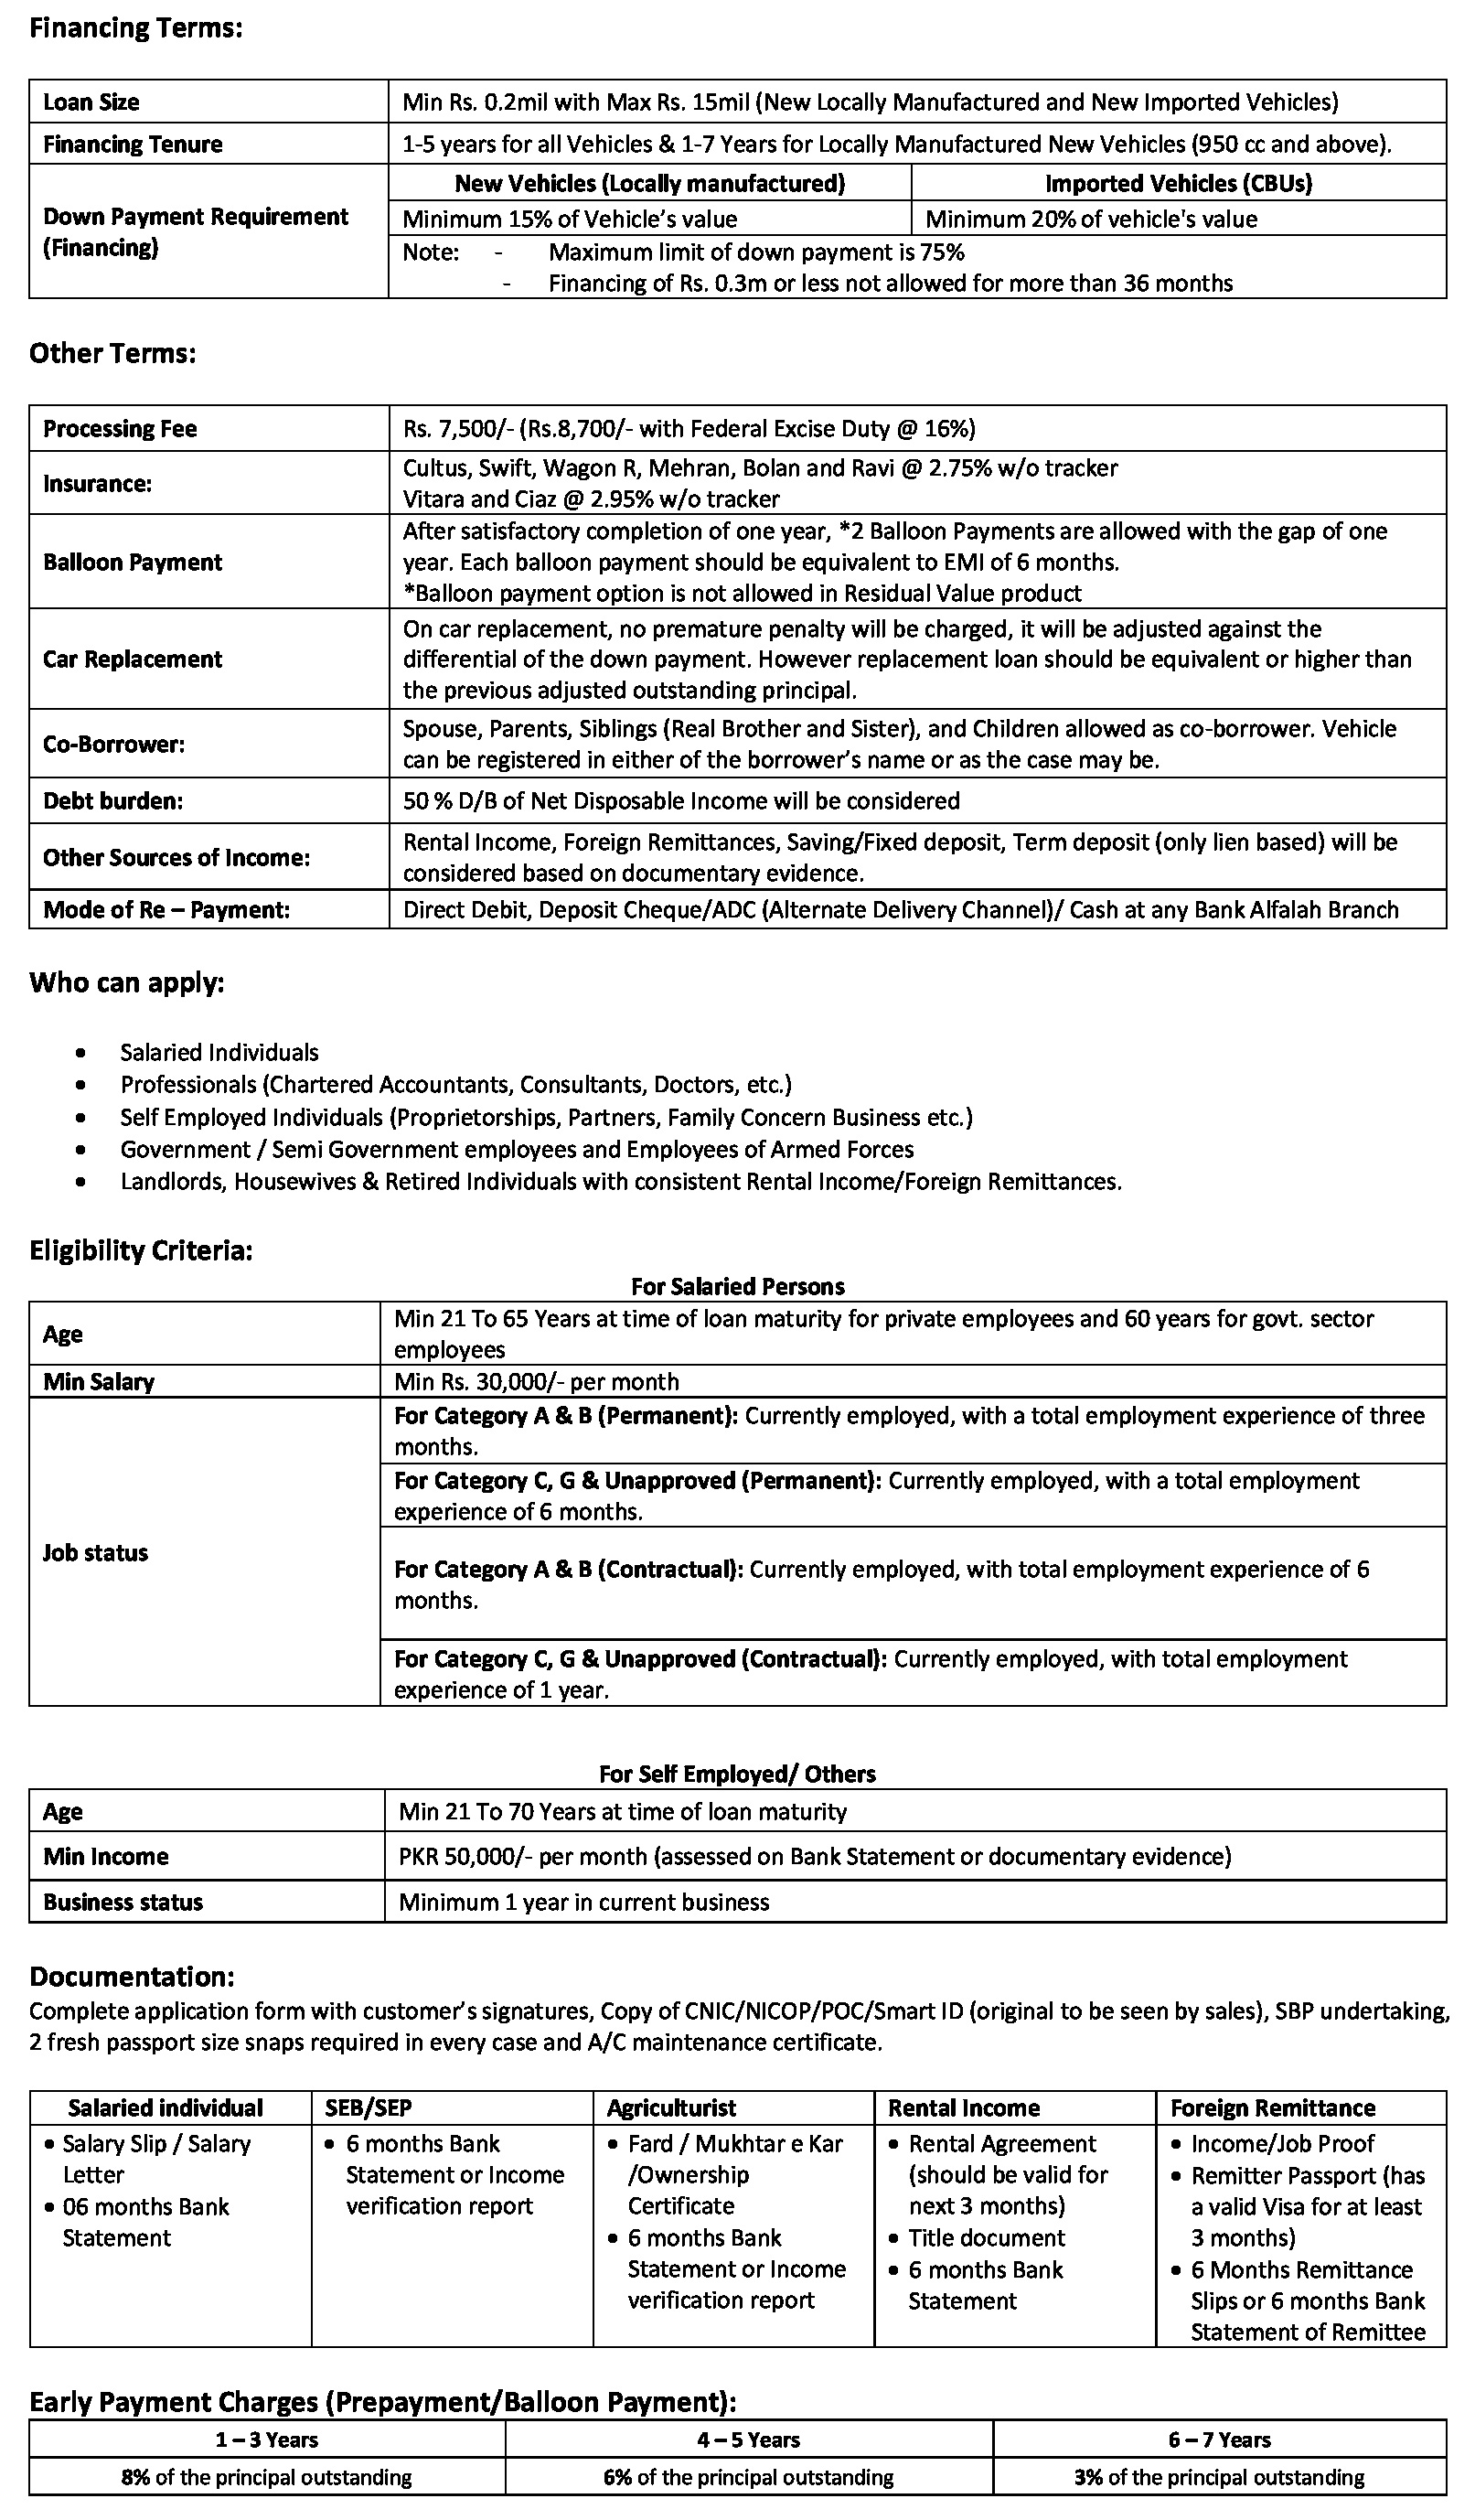 Financing Terms:
Loan Size
Min Rs. 0.2mil with Max Rs. 15mil (New Locally Manufactured and New Imported Vehicles)
Financing Tenure
1-5 years for all Vehicles & 1-7 Years for Locally Manufactured New Vehicles (950 cc and above).
Down Payment Requirement
(Financing)
New Vehicles (Locally manufactured)
Imported Vehicles (CBUs)
Minimum 15% of Vehicle’s value
Minimum 20% of vehicle's value
Note: - Maximum limit of down payment is 75%
- Financing of Rs. 0.3m or less not allowed for more than 36 months
Other Terms:
Processing Fee
Rs. 7,500/- (Rs.8,700/- with Federal Excise Duty @ 16%)
Insurance:
Cultus, Swift, Wagon R, Mehran, Bolan and Ravi @ 2.75% w/o tracker
Vitara and Ciaz @ 2.95% w/o tracker
Balloon Payment
After satisfactory completion of one year, *2 Balloon Payments are allowed with the gap of one
year. Each balloon payment should be equivalent to EMI of 6 months.
*Balloon payment option is not allowed in Residual Value product
Car Replacement
On car replacement, no premature penalty will be charged, it will be adjusted against the
differential of the down payment. However replacement loan should be equivalent or higher than
the previous adjusted outstanding principal.
Co-Borrower:
Spouse, Parents, Siblings (Real Brother and Sister), and Children allowed as co-borrower. Vehicle
can be registered in either of the borrower’s name or as the case may be.
Debt burden:
50 % D/B of Net Disposable Income will be considered
Other Sources of Income:
Rental Income, Foreign Remittances, Saving/Fixed deposit, Term deposit (only lien based) will be
considered based on documentary evidence.
Mode of Re – Payment:
Direct Debit, Deposit Cheque/ADC (Alternate Delivery Channel)/ Cash at any Bank Alfalah Branch
Who can apply:
• Salaried Individuals
• Professionals (Chartered Accountants, Consultants, Doctors, etc.)
• Self Employed Individuals (Proprietorships, Partners, Family Concern Business etc.)
• Government / Semi Government employees and Employees of Armed Forces
• Landlords, Housewives & Retired Individuals with consistent Rental Income/Foreign Remittances.
Eligibility Criteria:
For Salaried Persons
Age
Min 21 To 65 Years at time of loan maturity for private employees and 60 years for govt. sector
employees
Min Salary
Min Rs. 30,000/- per month
Job status
For Category A & B (Permanent): Currently employed, with a total employment experience of three
months.
For Category C, G & Unapproved (Permanent): Currently employed, with a total employment
experience of 6 months.
For Category A & B (Contractual): Currently employed, with total employment experience of 6
months.
For Category C, G & Unapproved (Contractual): Currently employed, with total employment
experience of 1 year.
For Self Employed/ Others
Age
Min 21 To 70 Years at time of loan maturity
Min Income
PKR 50,000/- per month (assessed on Bank Statement or documentary evidence)
Business status
Minimum 1 year in current business
Documentation:
Complete application form with customer’s signatures, Copy of CNIC/NICOP/POC/Smart ID (original to be seen by sales), SBP undertaking,
2 fresh passport size snaps required in every case and A/C maintenance certificate.
Salaried individual
• Salary Slip / Salary
Letter
• 06 months Bank
Statement
SEB/SEP
• 6 months Bank
Statement or Income
verification report
Agriculturist
• Fard / Mukhtar e Kar
/Ownership
Certificate
• 6 months Bank
Statement or Income
verification report
Rental Income
• Rental Agreement
(should be valid for
next 3 months)
• Title document
• 6 months Bank
Statement
Foreign Remittance
• Income/Job Proof
• Remitter Passport (has
a valid Visa for at least
3 months)
• 6 Months Remittance
Slips or 6 months Bank
Statement of Remittee
Early Payment Charges (Prepayment/Balloon Payment):
1 – 3 Years
4 – 5 Years
6 – 7 Years
8% of the principal outstanding
6% of the principal outstanding
3% of the principal outstanding